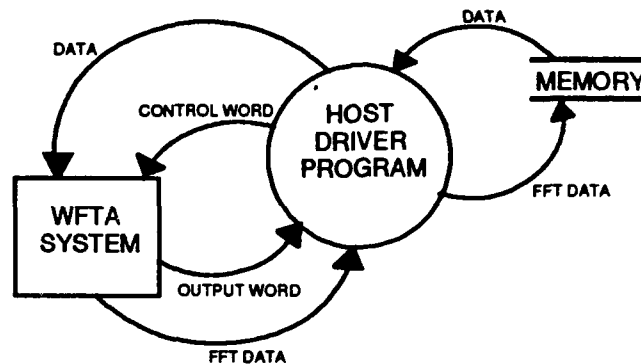 DATA
DATA
MEMORY
CONTROL WORD
HOST
DRIVER
PROGRAM
FFT DATA
WFTA
SYSTEM
OUTPUT WORD
FFT DATA